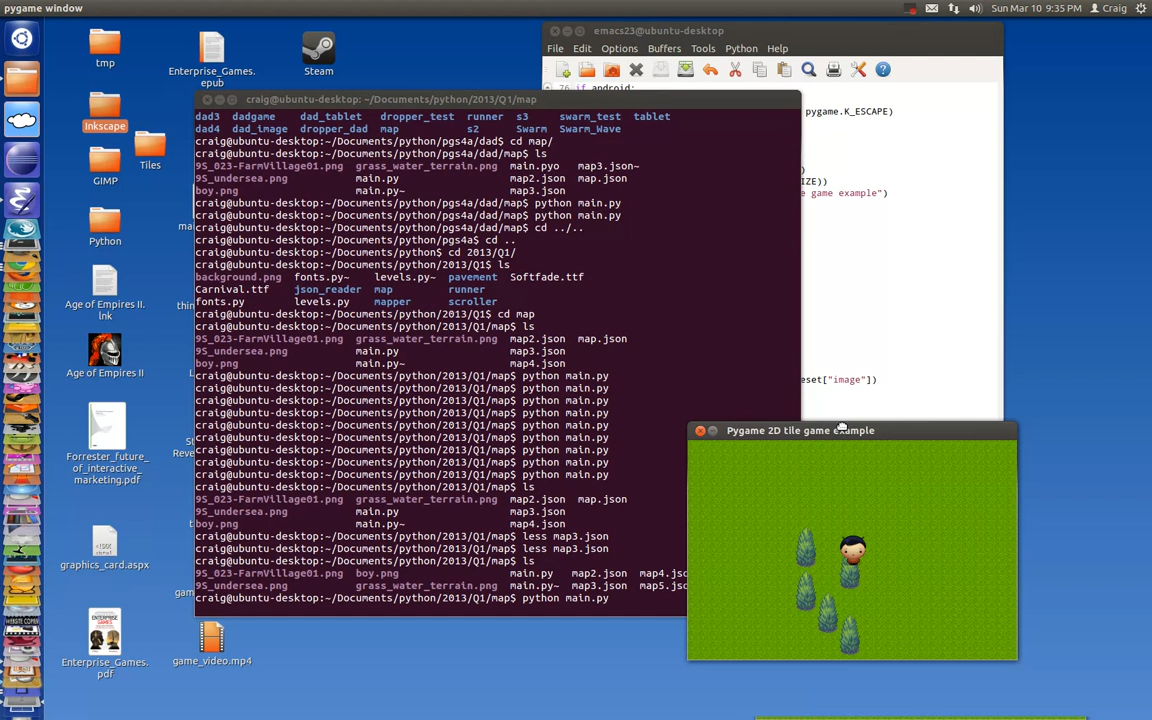 pygame window
Sun Mar 10 9:35 PM
Craig
tmp
Inkscape
Tiles
GIMP
Python
Age of Empires II.
lnk
Age of Empires II
Forrester_future_
of_interactive_
marketing.pdf
graphics_card.aspx
Enterprise_Games.
pdf
Enterprise_Games.
epub
Steam
game_video.mp4
emacs23@ubuntu-desktop
File Edit Options Buffers Tools Python Help
76 if android:
pygame.K_ESCAPE)
)
IZE))
e game example")
eset["image"])
craig@ubuntu-desktop: ~/Documents/python/2013/Q1/map
dad3 dadgame dad_tablet dropper_test runner s3 swarm_test tablet
dad4 dad_image dropper_dad map s2 Swarm Swarm_Wave
craig@ubuntu-desktop:~/Documents/python/pgs4a/dad$ cd map/
craig@ubuntu-desktop:~/Documents/python/pgs4a/dad/map$ ls
9S_023-FarmVillage01.png grass_water_terrain.png main.pyo map3.json~
9S_undersea.png main.py map2.json map.json
boy.png main.py~ map3.json
craig@ubuntu-desktop:~/Documents/python/pgs4a/dad/map$ python main.py
craig@ubuntu-desktop:~/Documents/python/pgs4a/dad/map$ python main.py
craig@ubuntu-desktop:~/Documents/python/pgs4a/dad/map$ cd ../..
craig@ubuntu-desktop:~/Documents/python/pgs4a$ cd ..
craig@ubuntu-desktop:~/Documents/python$ cd 2013/Q1/
craig@ubuntu-desktop:~/Documents/python/2013/Q1$ ls
background.png fonts.py~ levels.py~ pavement Softfade.ttf
Carnival.ttf json_reader map runner
fonts.py levels.py mapper scroller
craig@ubuntu-desktop:~/Documents/python/2013/Q1$ cd map
craig@ubuntu-desktop:~/Documents/python/2013/Q1/map$ ls
9S_023-FarmVillage01.png grass_water_terrain.png map2.json map.json
9S_undersea.png main.py map3.json
boy.png main.py~ map4.json
craig@ubuntu-desktop:~/Documents/python/2013/Q1/map$ python main.py
craig@ubuntu-desktop:~/Documents/python/2013/Q1/map$ python main.py
craig@ubuntu-desktop:~/Documents/python/2013/Q1/map$ python main.py
craig@ubuntu-desktop:~/Documents/python/2013/Q1/map$ python main.py
craig@ubuntu-desktop:~/Documents/python/2013/Q1/map$ python main.py
craig@ubuntu-desktop:~/Documents/python/2013/Q1/map$ python main.py
craig@ubuntu-desktop:~/Documents/python/2013/Q1/map$ python main.py
craig@ubuntu-desktop:~/Documents/python/2013/Q1/map$ python main.py
craig@ubuntu-desktop:~/Documents/python/2013/Q1/map$ python main.py
craig@ubuntu-desktop:~/Documents/python/2013/Q1/map$ ls
9S_023-FarmVillage01.png grass_water_terrain.png map2.json map.json
9S_undersea.png main.py map3.json
boy.png main.py~ map4.json
craig@ubuntu-desktop:~/Documents/python/2013/Q1/map$ less map3.json
craig@ubuntu-desktop:~/Documents/python/2013/Q1/map$ less map3.json
craig@ubuntu-desktop:~/Documents/python/2013/Q1/map$ ls
9S_023-FarmVillage01.png boy.png main.py map2.json map4.jso
9S_undersea.png grass_water_terrain.png main.py~ map3.json map5.jso
craig@ubuntu-desktop:~/Documents/python/2013/Q1/map$ python main.py
Pygame 2D tile game example